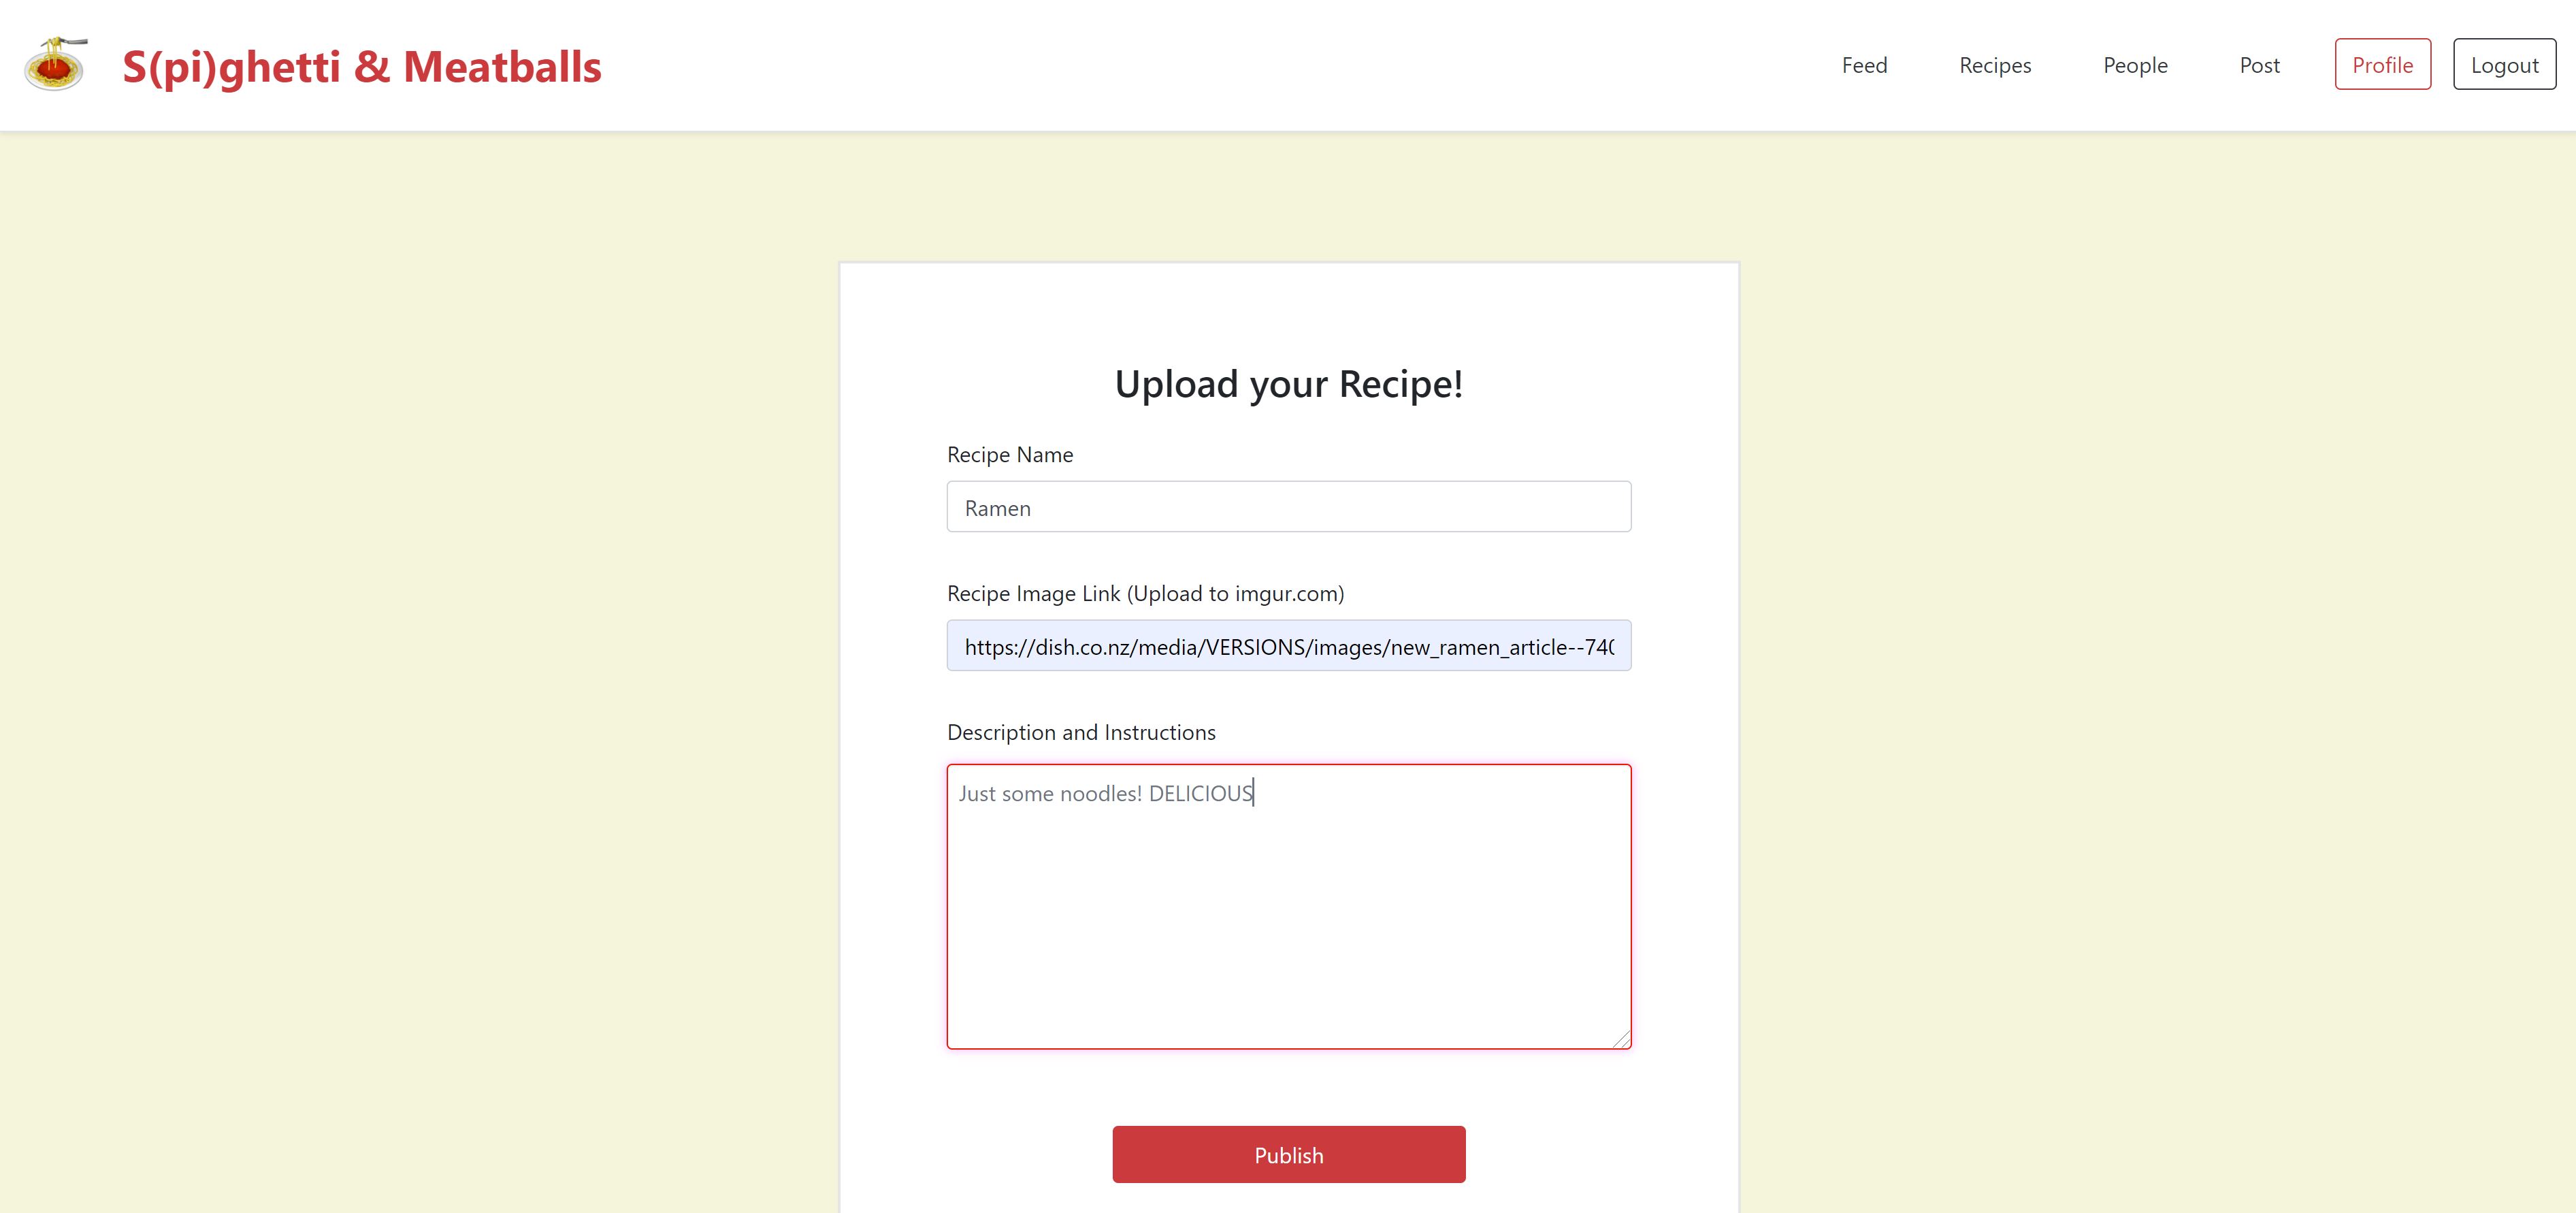 S(pi)ghetti & Meatballs
Feed Recipes People Post Profile Logout
Upload your Recipe!
Recipe Name
Ramen
Recipe Image Link (Upload to imgur.com)
https://dish.co.nz/media/VERSIONS/images/new_ramen_article--740
Description and Instructions
Just some noodles! DELICIOUS
Publish